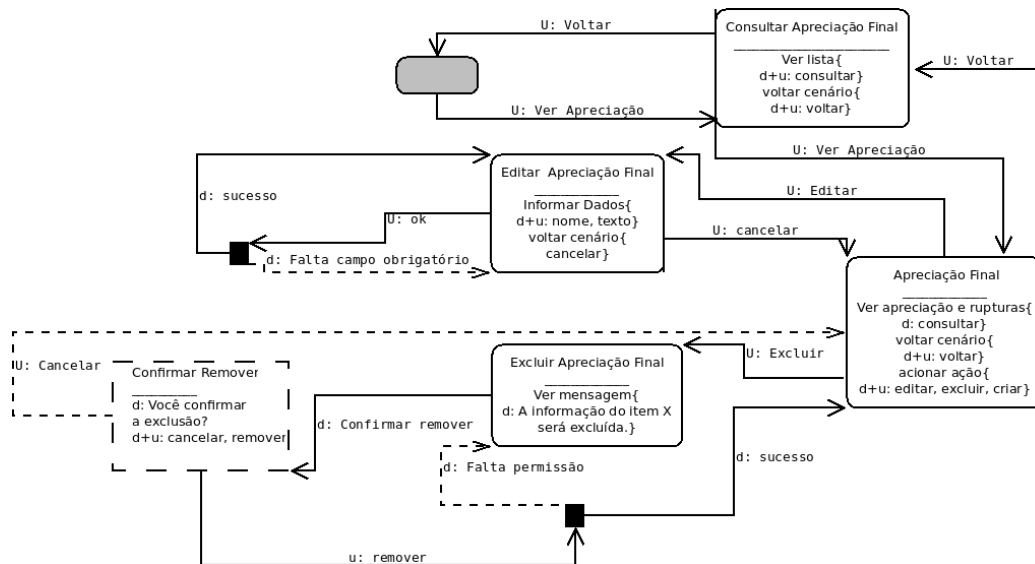 U: Voltar
Consultar Apreciação Final
Ver lista{
d+u: consultar}
voltar cenário{
d+u: voltar}
U: Voltar
U: Ver Apreciação
U: Ver Apreciação
Editar Apreciação Final
Informar Dados{
d+u: nome, texto}
voltar cenário{
cancelar}
d: sucesso
U: ok
d: Falta campo obrigatório
U: Editar
U: cancelar
Apreciação Final
Ver apreciação e rupturas{
d: consultar}
voltar cenário{
d+u: voltar}
acionar ação{
d+u: editar, excluir, criar}
U: Cancelar
Confirmar Remover
d: Você confirmar
a exclusão?
d+u: cancelar, remover
Excluir Apreciação Final
Ver mensagem{
d: A informação do item X
será excluída.}
U: Excluir
d: Confirmar remover
d: Falta permissão
d: sucesso
u: remover